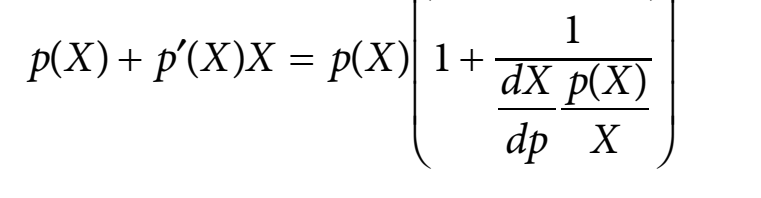 p(X) + p′(X)X = p(X)(1 + 1/((dX/dp)(p(X)/X)))